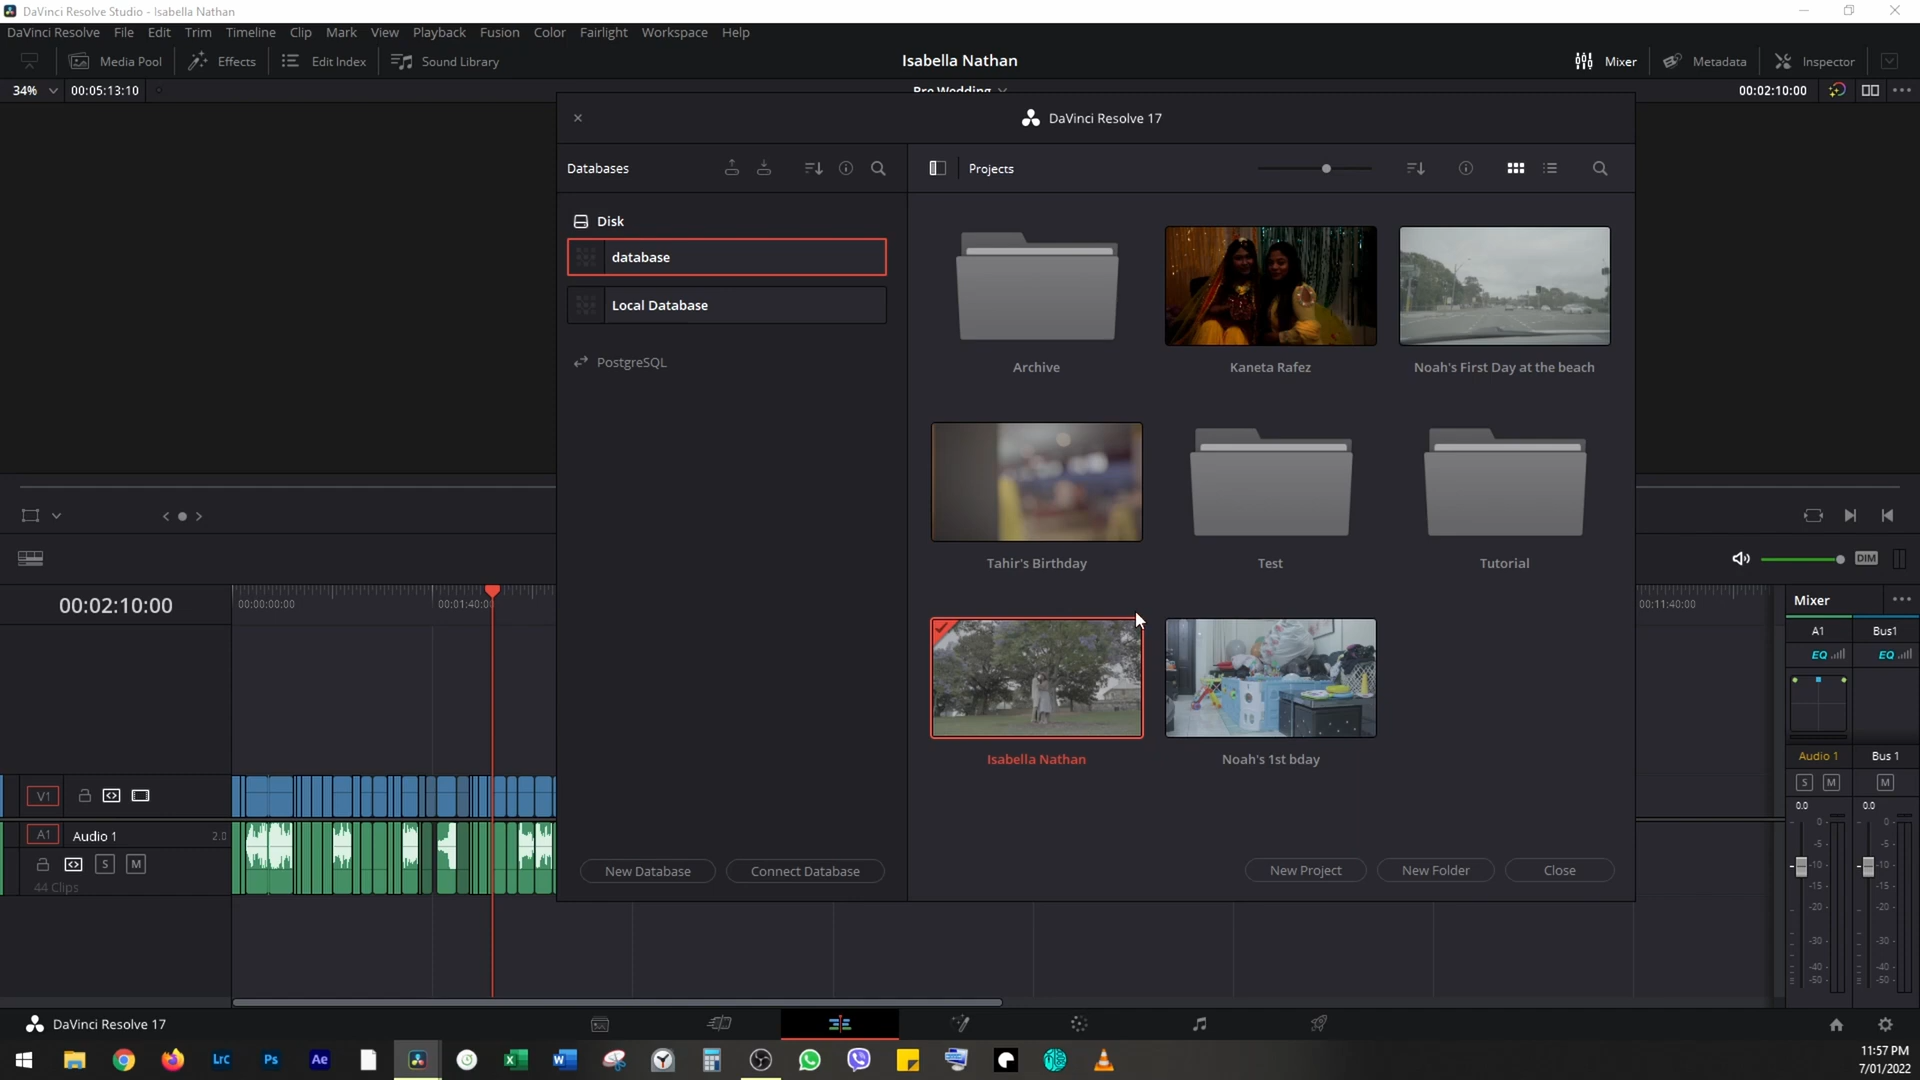 DaVinci Resolve Studio - Isabella Nathan
DaVinci Resolve File Edit Trim Timeline Clip Mark View Playback Fusion Color Fairlight Workspace Help
Media Pool Effects Edit Index Sound Library Isabella Nathan Mixer Metadata Inspector
34% 00:05:13:10 Pre Wedding 00:02:10:00
DaVinci Resolve 17
Databases Projects
Disk
database
Local Database
PostgreSQL
Archive Kaneta Rafez Noah's First Day at the beach
Tahir's Birthday Test Tutorial
Isabella Nathan Noah's 1st bday
New Database Connect Database New Project New Folder Close
DIM
00:02:10:00 00:00:00:00 00:01:40:00 00:11:40:00
Mixer
A1 Bus1
EQ EQ
Audio 1 Bus 1
S M M
0.0 0.0
0 0
-5 -5
-10 -10
-15 -15
-20 -20
-30 -30
-40 -40
-50 -50
V1
A1 Audio 1 2.0
S M
44 Clips
DaVinci Resolve 17
Lrc Ps Ae
11:57 PM
7/01/2022